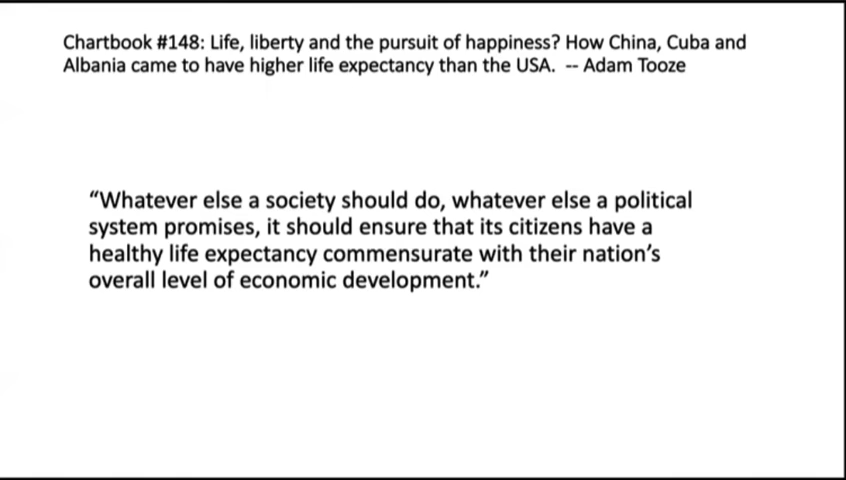 Chartbook #148: Life, liberty and the pursuit of happiness? How China, Cuba and
Albania came to have higher life expectancy than the USA.  -- Adam Tooze
“Whatever else a society should do, whatever else a political
system promises, it should ensure that its citizens have a
healthy life expectancy commensurate with their nation’s
overall level of economic development.”